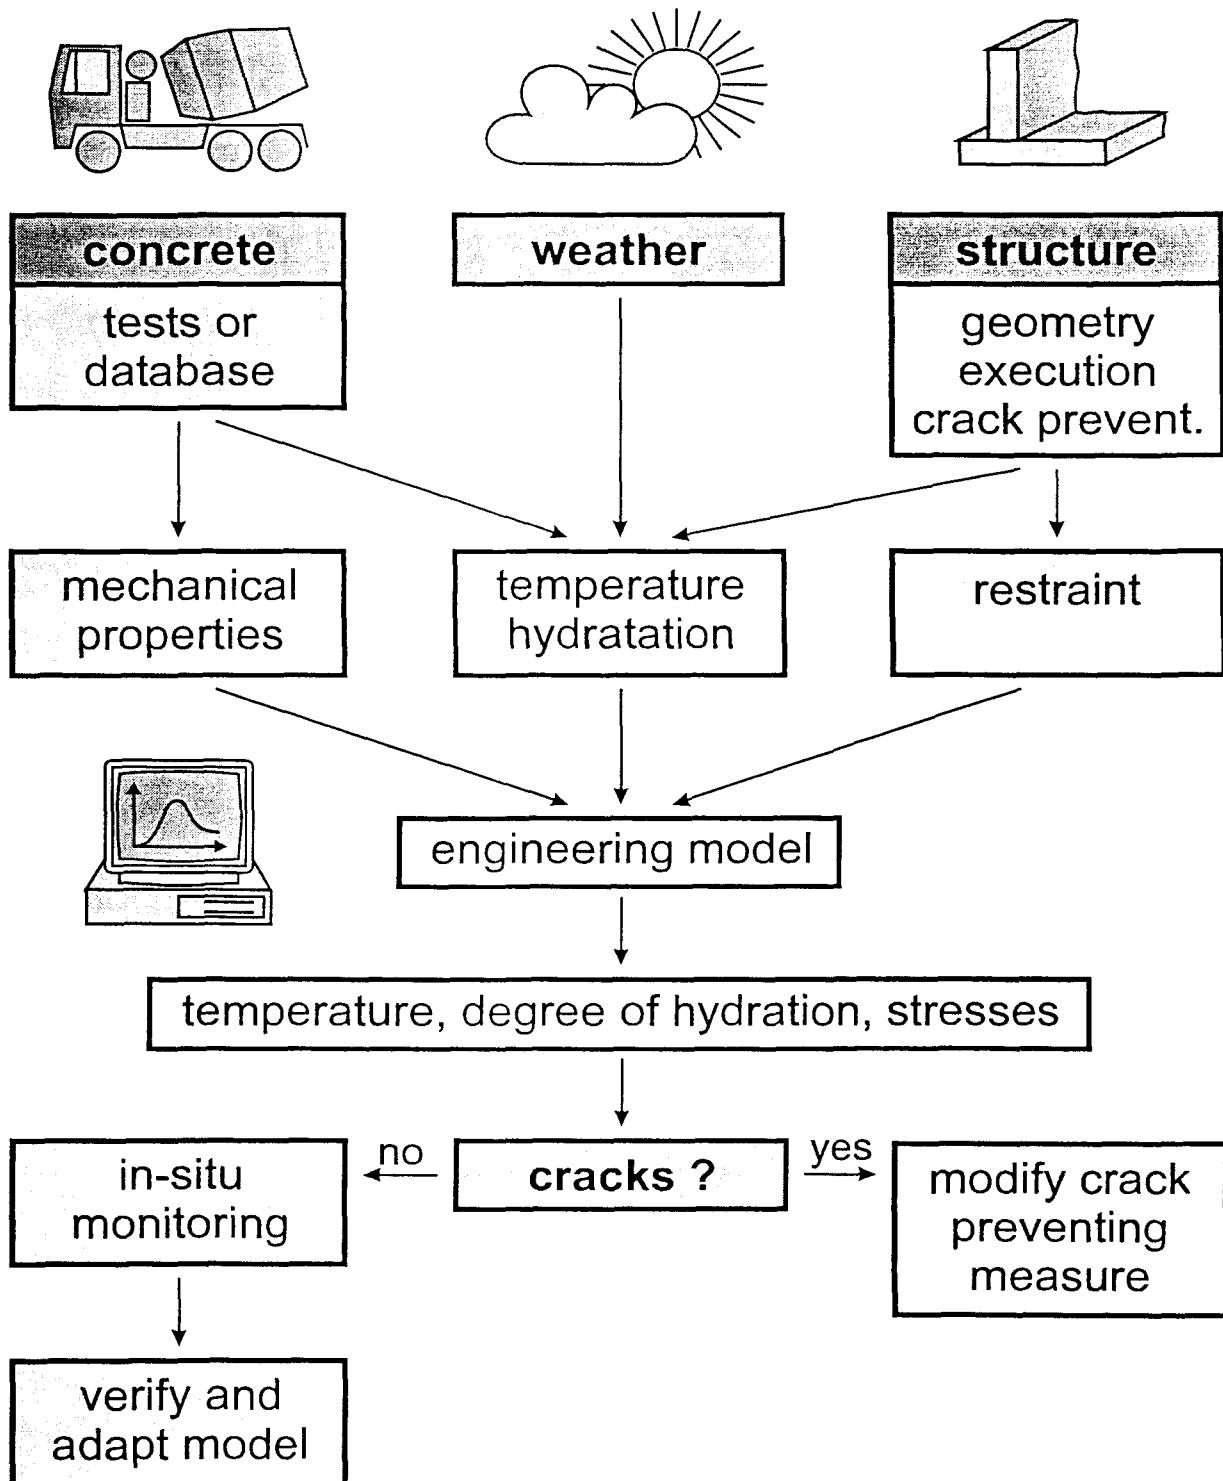 concrete
weather
structure
tests or
database
geometry
execution
crack prevent.
mechanical
properties
temperature
hydratation
restraint
engineering model
temperature, degree of hydration, stresses
no
cracks ?
yes
in-situ
monitoring
modify crack
preventing
measure
verify and
adapt model